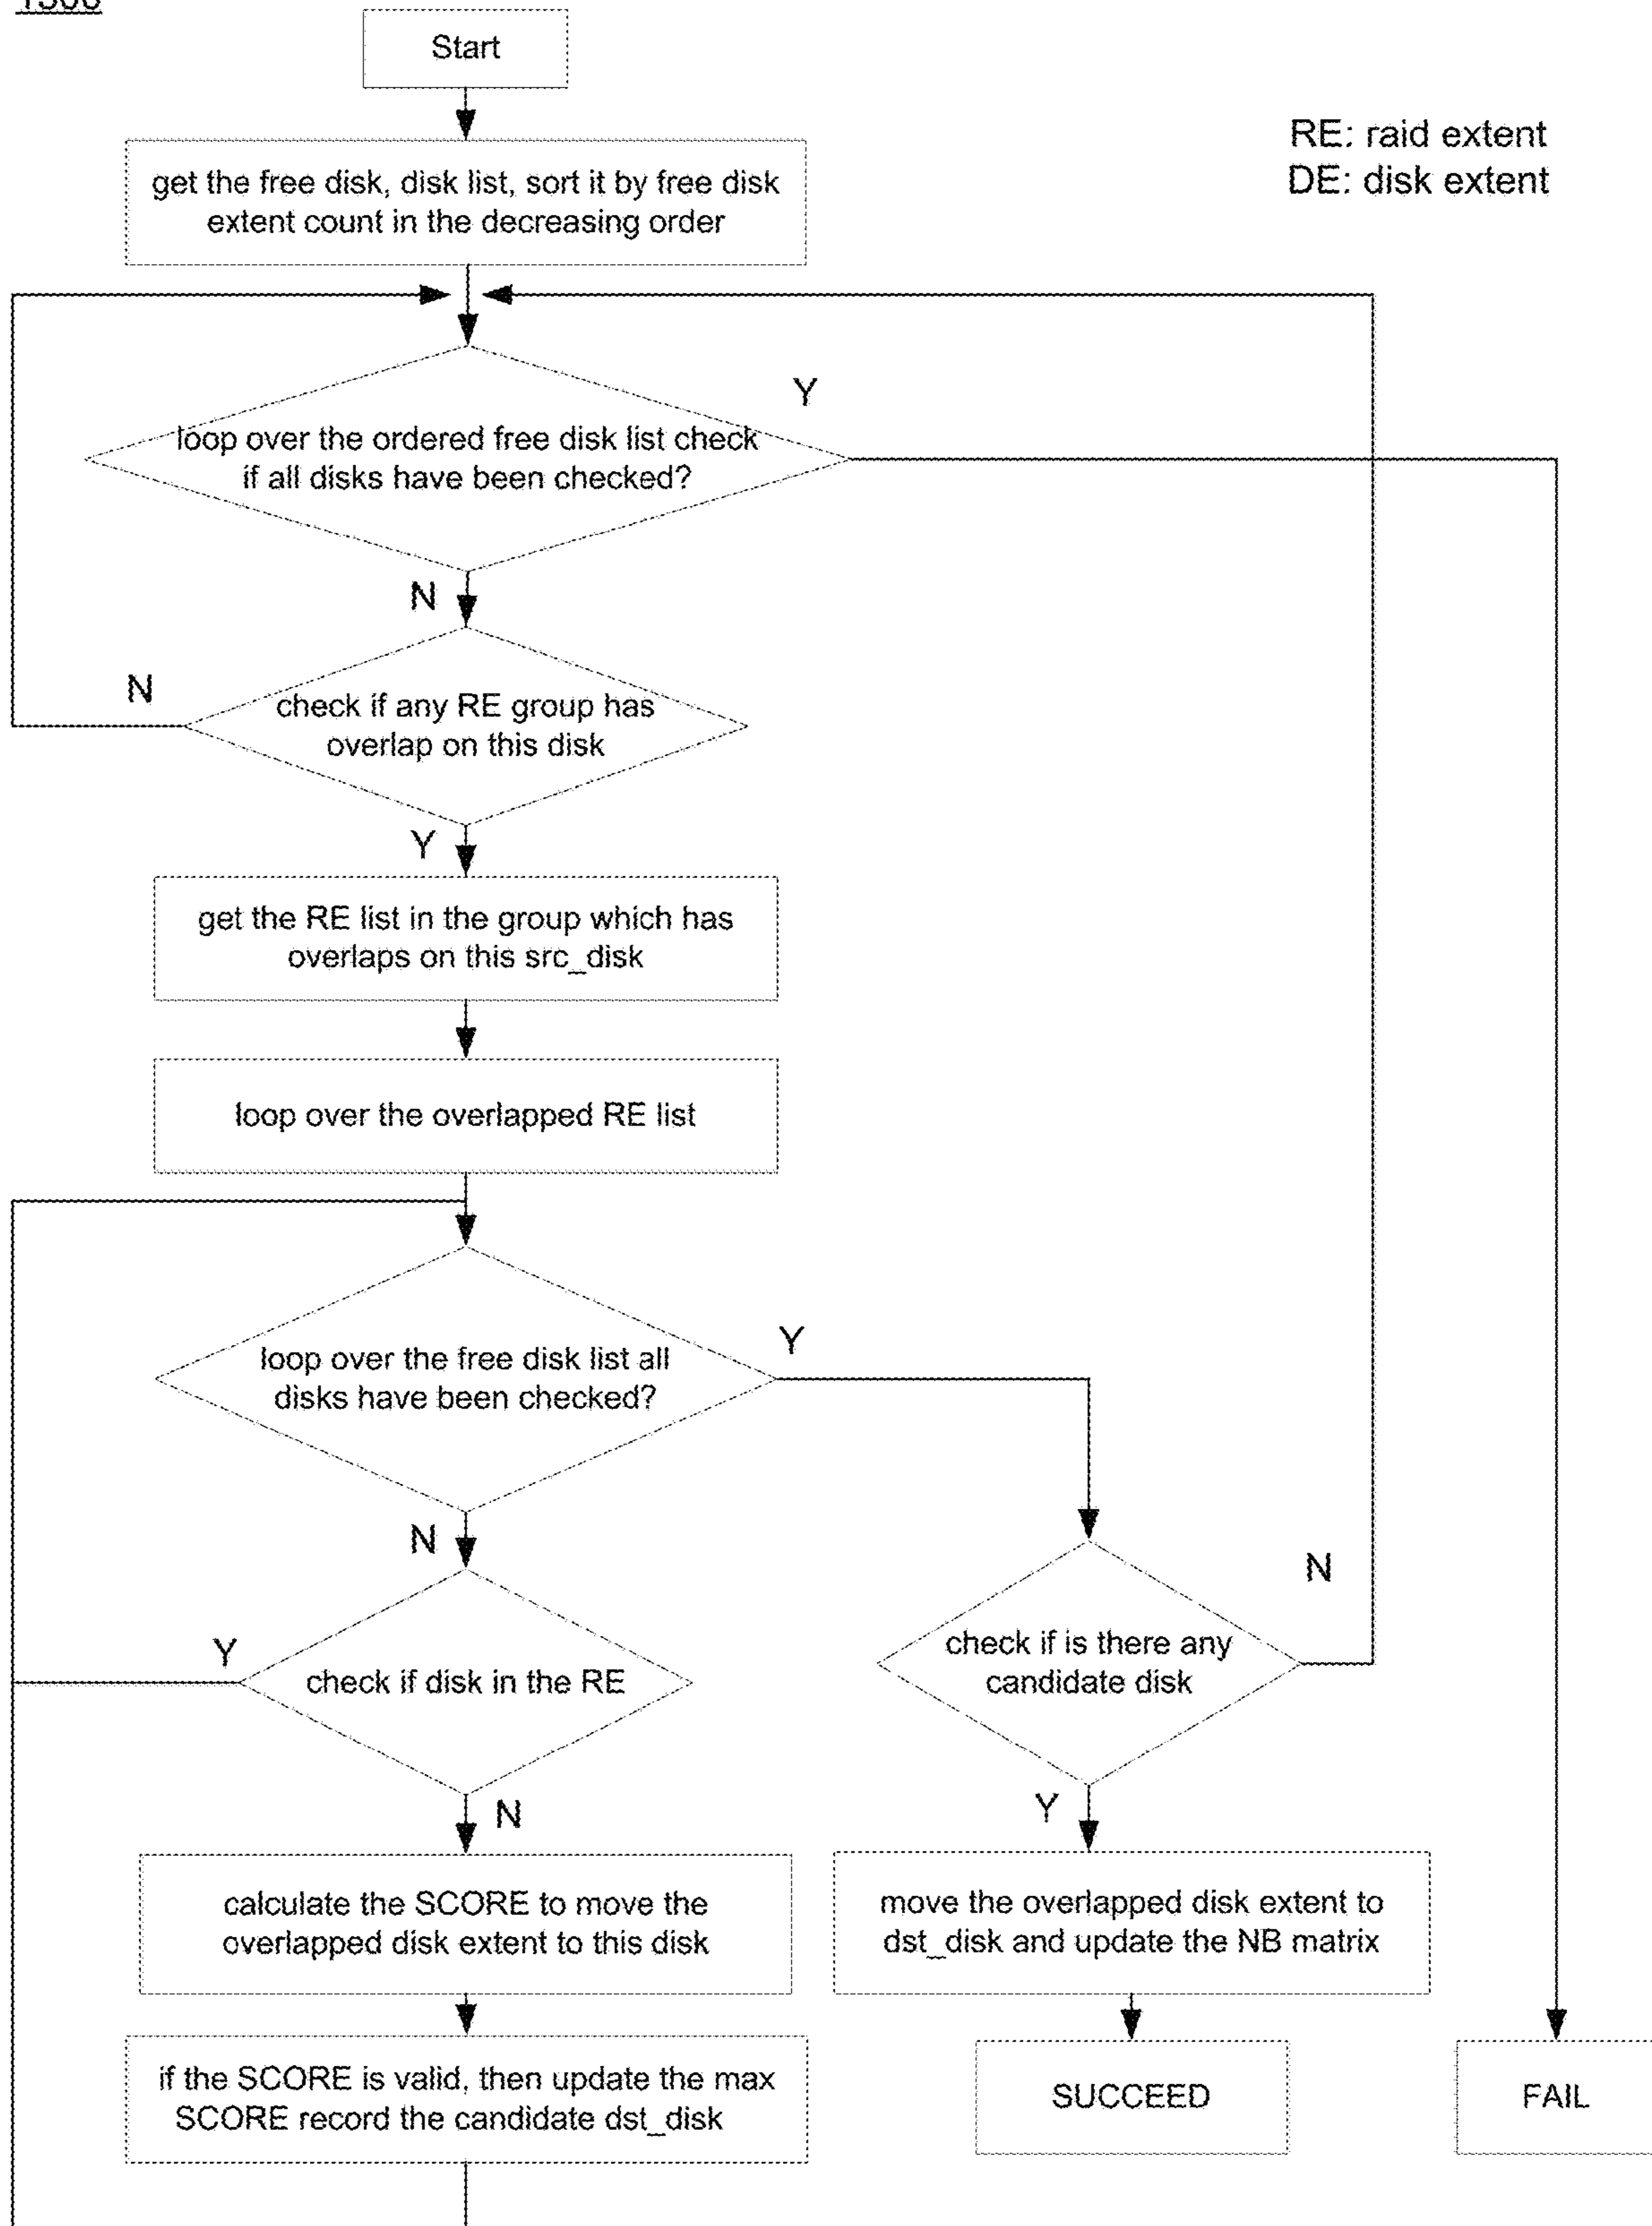 Start
RE: raid extent
DE: disk extent
get the free disk, disk list, sort it by free disk
extent count in the decreasing order
Y
loop over the ordered free disk list check
if all disks have been checked?
N
N
check if any RE group has
overlap on this disk
Y
get the RE list in the group which has
overlaps on this src_disk
loop over the overlapped RE list
Y
loop over the free disk list all
disks have been checked?
N
N
Y
check if disk in the RE
check if is there any
candidate disk
N
Y
calculate the SCORE to move the
overlapped disk extent to this disk
move the overlapped disk extent to
dst_disk and update the NB matrix
if the SCORE is valid, then update the max
SCORE record the candidate dst_disk
SUCCEED
FAIL